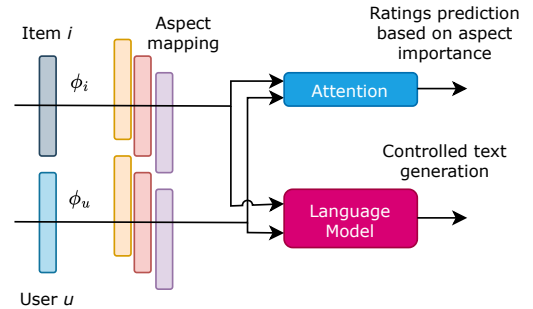 Item i
Aspect
mapping
Ratings prediction
based on aspect
importance
ϕᵢ
Attention
Controlled text
generation
ϕᵤ
Language
Model
User u